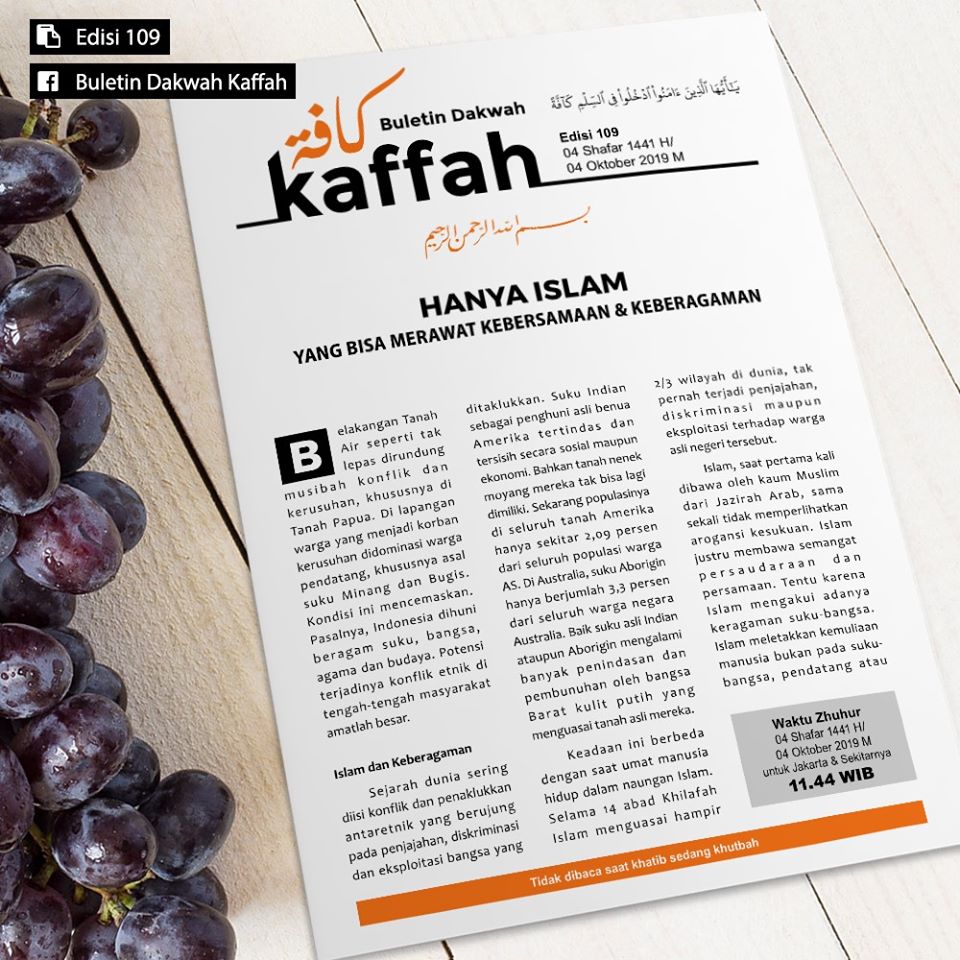 Edisi 109
Buletin Dakwah Kaffah
كافة
Buletin Dakwah
kaffah
يَٰٓأَيُّهَا ٱلَّذِينَ ءَامَنُوا۟ ٱدْخُلُوا۟ فِى ٱلسِّلْمِ كَآفَّةً
Edisi 109
04 Shafar 1441 H/
04 Oktober 2019 M
بسم الله الرحمن الرحيم
HANYA ISLAM
YANG BISA MERAWAT KEBERSAMAAN & KEBERAGAMAN
Belakangan Tanah
Air seperti tak
lepas dirundung
musibah konflik dan
kerusuhan, khususnya di
Tanah Papua. Di lapangan
warga yang menjadi korban
kerusuhan didominasi warga
pendatang, khususnya asal
suku Minang dan Bugis.
Kondisi ini mencemaskan.
Pasalnya, Indonesia dihuni
beragam suku, bangsa,
agama dan budaya. Potensi
terjadinya konflik etnik di
tengah-tengah masyarakat
amatlah besar.
Islam dan Keberagaman
Sejarah dunia sering
diisi konflik dan penaklukkan
antaretnik yang berujung
pada penjajahan, diskriminasi
dan eksploitasi bangsa yang
ditaklukkan. Suku Indian
sebagai penghuni asli benua
Amerika tertindas dan
tersisih secara sosial maupun
ekonomi. Bahkan tanah nenek
moyang mereka tak bisa lagi
dimiliki. Sekarang populasinya
di seluruh tanah Amerika
hanya sekitar 2,09 persen
dari seluruh populasi warga
AS. Di Australia, suku Aborigin
hanya berjumlah 3,3 persen
dari seluruh warga negara
Australia. Baik suku asli Indian
ataupun Aborigin mengalami
banyak penindasan dan
pembunuhan oleh bangsa
Barat kulit putih yang
menguasai tanah asli mereka.
Keadaan ini berbeda
dengan saat umat manusia
hidup dalam naungan Islam.
Selama 14 abad Khilafah
Islam menguasai hampir
2/3 wilayah di dunia, tak
pernah terjadi penjajahan,
diskriminasi maupun
eksploitasi terhadap warga
asli negeri tersebut.
Islam, saat pertama kali
dibawa oleh kaum Muslim
dari Jazirah Arab, sama
sekali tidak memperlihatkan
arogansi kesukuan. Islam
justru membawa semangat
persaudaraan dan
persamaan. Tentu karena
Islam mengakui adanya
keragaman suku-bangsa.
Islam meletakkan kemuliaan
manusia bukan pada suku-
bangsa, pendatang atau
Waktu Zhuhur
04 Shafar 1441 H/
04 Oktober 2019 M
untuk Jakarta & Sekitarnya
11.44 WIB
Tidak dibaca saat khatib sedang khutbah